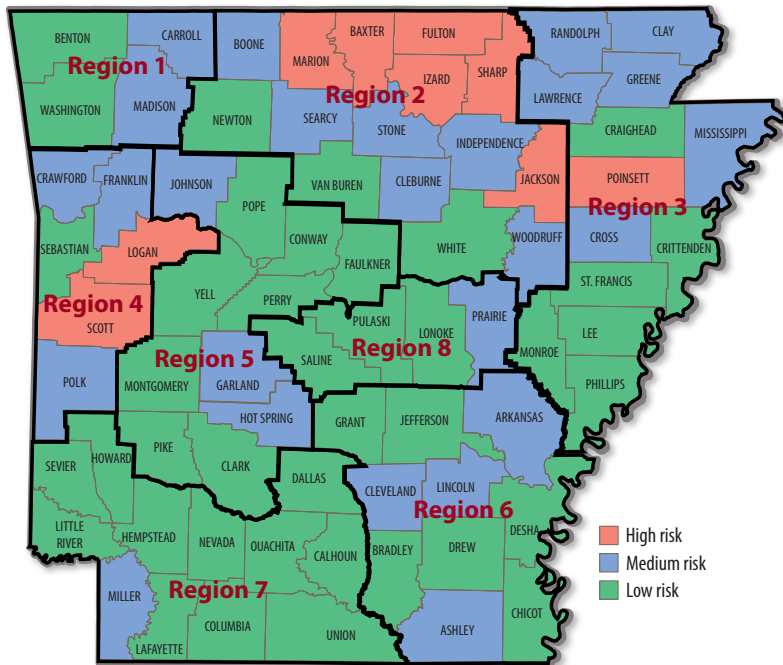 BENTON
CARROLL
BOONE
BAXTER
FULTON
RANDOLPH
CLAY
MARION
IZARD
SHARP
GREENE
Region 1
Region 2
WASHINGTON
MADISON
NEWTON
SEARCY
STONE
LAWRENCE
INDEPENDENCE
CRAIGHEAD
MISSISSIPPI
CRAWFORD
FRANKLIN
JOHNSON
POPE
VAN BUREN
CLEBURNE
JACKSON
POINSETT
Region 3
SEBASTIAN
LOGAN
CONWAY
FAULKNER
WHITE
WOODRUFF
CROSS
CRITTENDEN
Region 4
SCOTT
YELL
PERRY
PULASKI
LONOKE
PRAIRIE
ST. FRANCIS
LEE
MONROE
Region 5
SALINE
Region 8
POLK
MONTGOMERY
GARLAND
PHILLIPS
HOT SPRING
GRANT
JEFFERSON
ARKANSAS
PIKE
CLARK
SEVIER
HOWARD
DALLAS
CLEVELAND
LINCOLN
Region 6
DESHA
LITTLE
RIVER
HEMPSTEAD
NEVADA
OUACHITA
CALHOUN
BRADLEY
DREW
Region 7
MILLER
LAFAYETTE
COLUMBIA
UNION
ASHLEY
CHICOT
High risk
Medium risk
Low risk